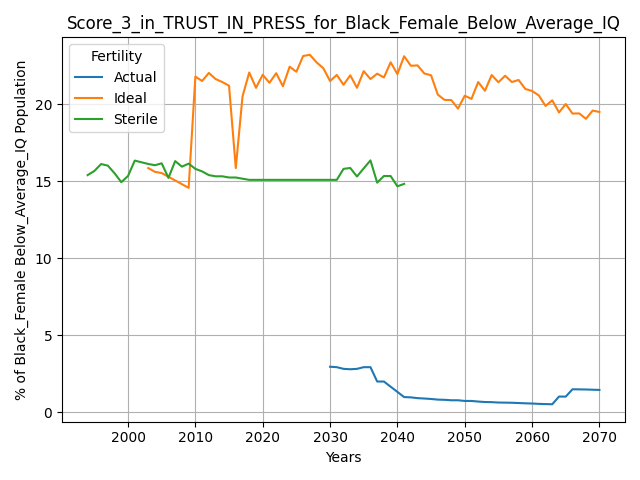 Score_3_in_TRUST_IN_PRESS_for_Black_Female_Below_Average_IQ
Fertility
Actual
Ideal
Sterile
% of Black_Female Below_Average_IQ Population
20
15
10
5
0
2000 2010 2020 2030 2040 2050 2060 2070
Years